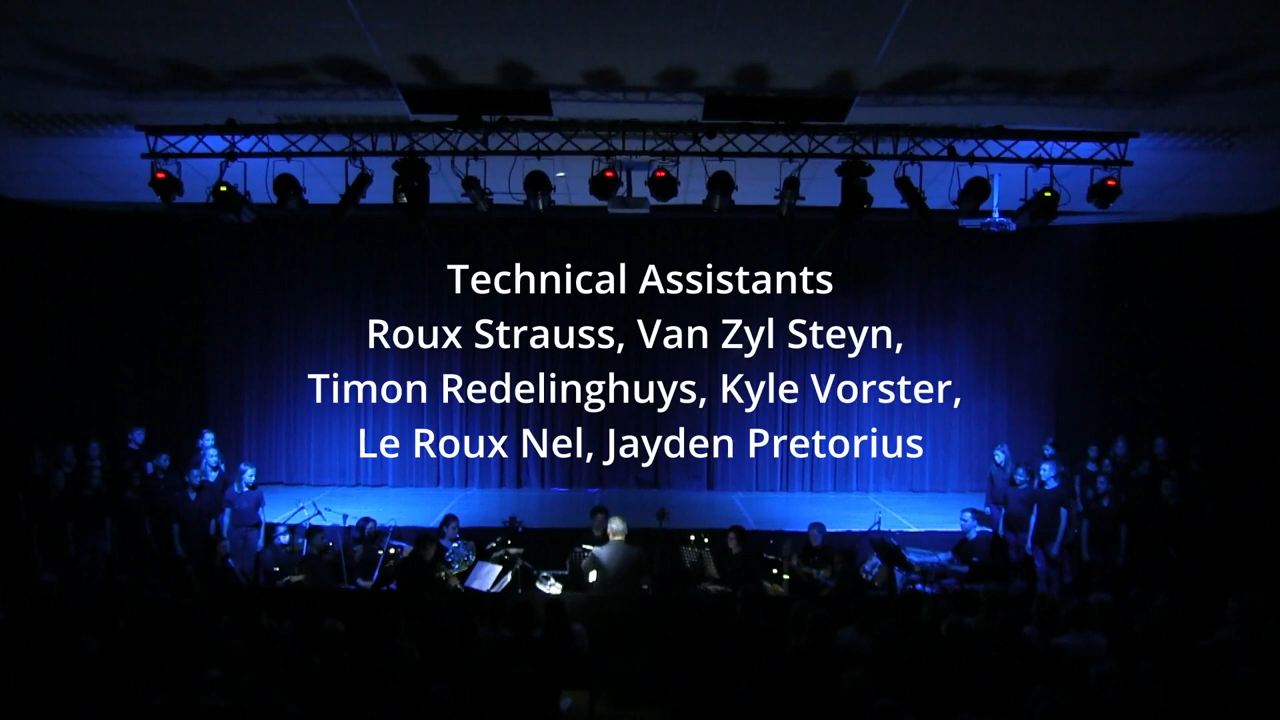 Technical Assistants
Roux Strauss, Van Zyl Steyn,
Timon Redelinghuys, Kyle Vorster,
Le Roux Nel, Jayden Pretorius